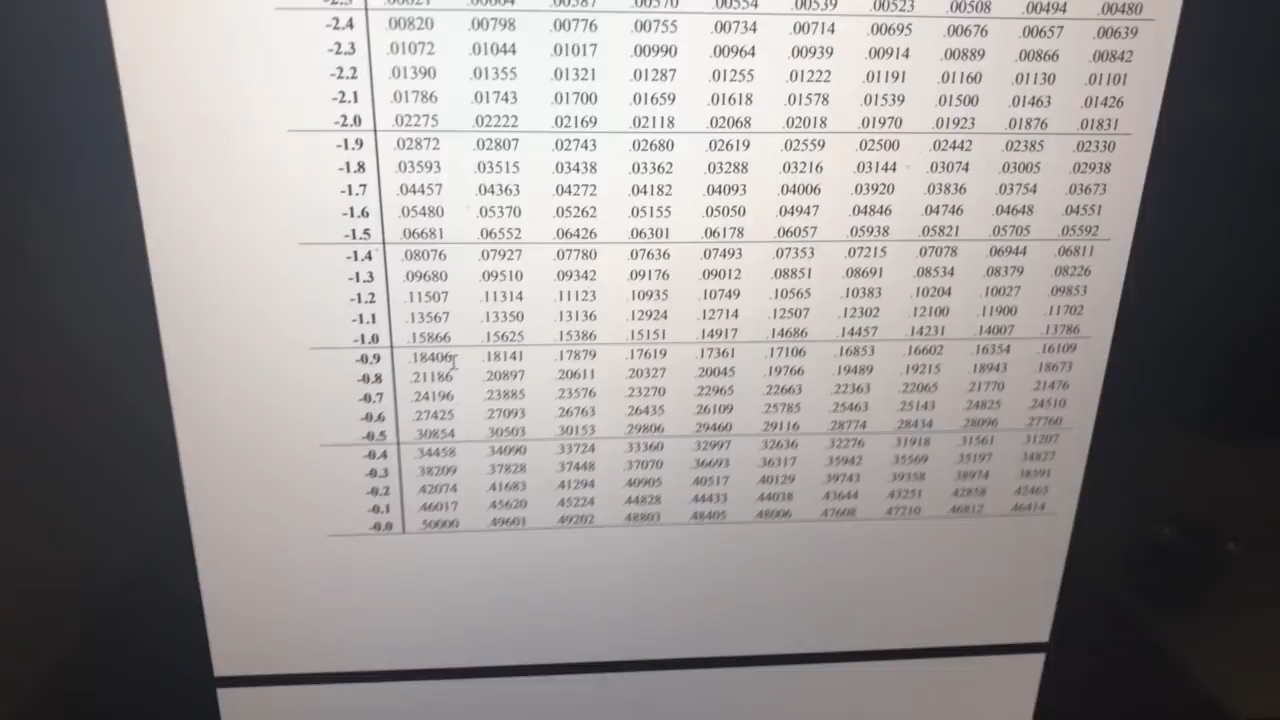 .00570 .00554 .00539 .00523 .00508 .00494 .00480
-2.4 .00820 .00798 .00776 .00755 .00734 .00714 .00695 .00676 .00657 .00639
-2.3 .01072 .01044 .01017 .00990 .00964 .00939 .00914 .00889 .00866 .00842
-2.2 .01390 .01355 .01321 .01287 .01255 .01222 .01191 .01160 .01130 .01101
-2.1 .01786 .01743 .01700 .01659 .01618 .01578 .01539 .01500 .01463 .01426
-2.0 .02275 .02222 .02169 .02118 .02068 .02018 .01970 .01923 .01876 .01831
-1.9 .02872 .02807 .02743 .02680 .02619 .02559 .02500 .02442 .02385 .02330
-1.8 .03593 .03515 .03438 .03362 .03288 .03216 .03144 .03074 .03005 .02938
-1.7 .04457 .04363 .04272 .04182 .04093 .04006 .03920 .03836 .03754 .03673
-1.6 .05480 .05370 .05262 .05155 .05050 .04947 .04846 .04746 .04648 .04551
-1.5 .06681 .06552 .06426 .06301 .06178 .06057 .05938 .05821 .05705 .05592
-1.4 .08076 .07927 .07780 .07636 .07493 .07353 .07215 .07078 .06944 .06811
-1.3 .09680 .09510 .09342 .09176 .09012 .08851 .08691 .08534 .08379 .08226
-1.2 .11507 .11314 .11123 .10935 .10749 .10565 .10383 .10204 .10027 .09853
-1.1 .13567 .13350 .13136 .12924 .12714 .12507 .12302 .12100 .11900 .11702
-1.0 .15866 .15625 .15386 .15151 .14917 .14686 .14457 .14231 .14007 .13786
-0.9 .18406 .18141 .17879 .17619 .17361 .17106 .16853 .16602 .16354 .16109
-0.8 .21186 .20897 .20611 .20327 .20045 .19766 .19489 .19215 .18943 .18673
-0.7 .24196 .23885 .23576 .23270 .22965 .22663 .22363 .22065 .21770 .21476
-0.6 .27425 .27093 .26763 .26435 .26109 .25785 .25463 .25143 .24825 .24510
-0.5 .30854 .30503 .30153 .29806 .29460 .29116 .28774 .28434 .28096 .27760
-0.4 .34458 .34090 .33724 .33360 .32997 .32636 .32276 .31918 .31561 .31207
-0.3 .38209 .37828 .37448 .37070 .36693 .36317 .35942 .35569 .35197 .34827
-0.2 .42074 .41683 .41294 .40905 .40517 .40129 .39743 .39358 .38974 .38591
-0.1 .46017 .45620 .45224 .44828 .44433 .44038 .43644 .43251 .42858 .42465
-0.0 .50000 .49601 .49202 .48803 .48405 .48006 .47608 .47210 .46812 .46414